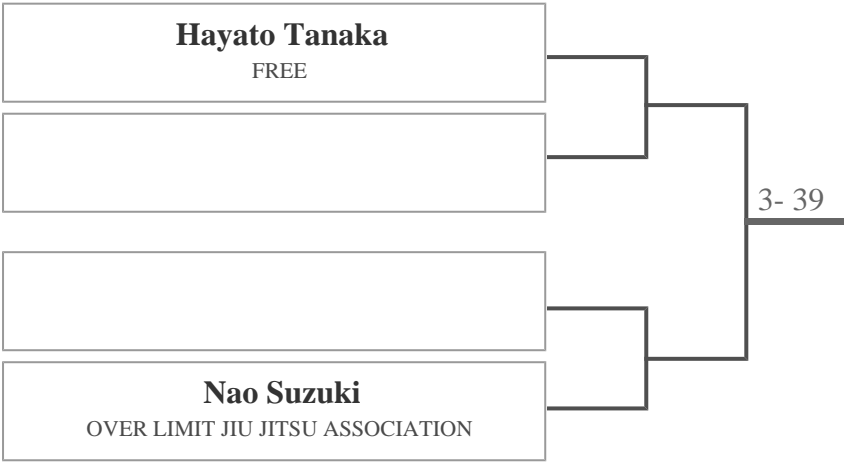 Hayato Tanaka
FREE
3- 39
Nao Suzuki
OVER LIMIT JIU JITSU ASSOCIATION